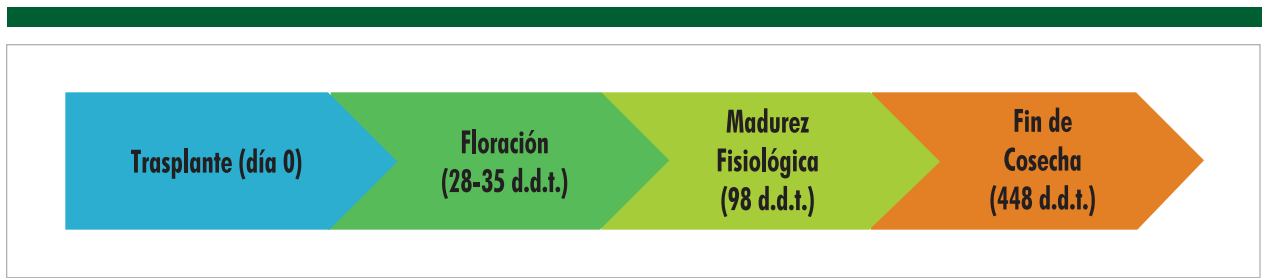 Trasplante (día 0)
Floración
(28-35 d.d.t.)
Madurez
Fisiológica
(98 d.d.t.)
Fin de
Cosecha
(448 d.d.t.)